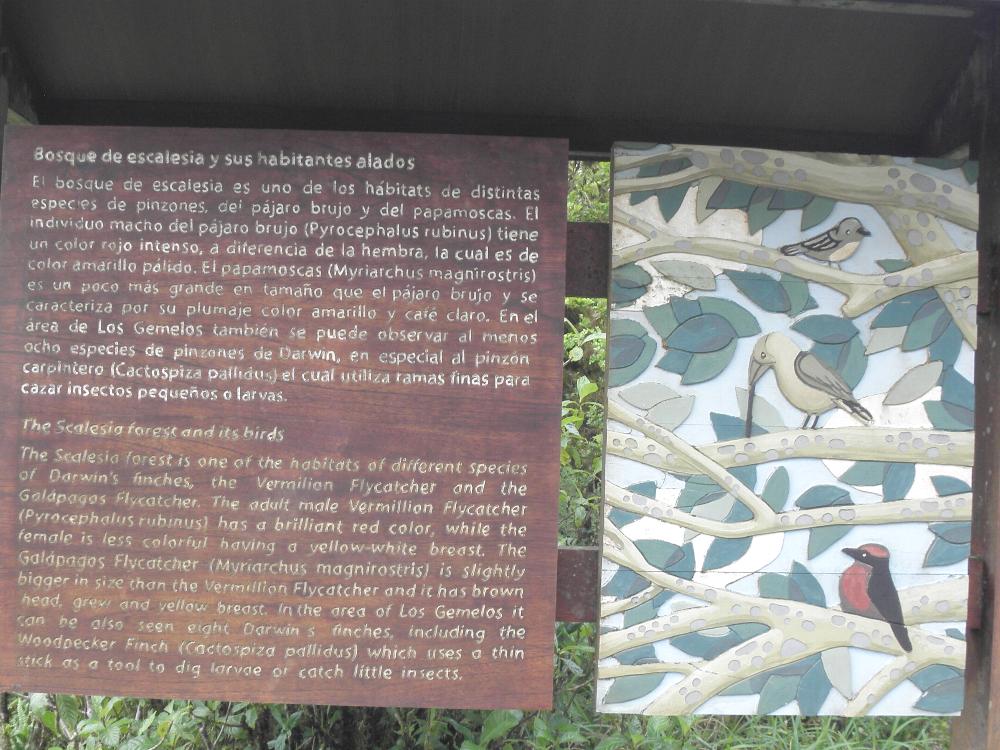 Bosque de escalesia y sus habitantes alados
El bosque de escalesia es uno de los hábitats de distintas
especies de pinzones, del pájaro brujo y del papamoscas. El
individuo macho del pájaro brujo (Pyrocephalus rubinus) tiene
un color rojo intenso, a diferencia de la hembra, la cual es de
color amarillo pálido. El papamoscas (Myriarchus magnirostris)
es un poco más grande en tamaño que el pájaro brujo y se
caracteriza por su plumaje color amarillo y café claro. En el
área de Los Gemelos también se puede observar al menos
ocho especies de pinzones de Darwin, en especial al pinzón
carpintero (Cactospiza pallidus) el cual utiliza ramas finas para
cazar insectos pequeños o larvas.
The Scalesia forest and its birds
The Scalesia forest is one of the habitats of different species
of Darwin's finches, the Vermilion Flycatcher and the
Galápagos Flycatcher. The adult male Vermillion Flycatcher
(Pyrocephalus rubinus) has a brilliant red color, while the
female is less colorful having a yellow-white breast. The
Galápagos Flycatcher (Myriarchus magnirostris) is slightly
bigger in size than the Vermillion Flycatcher and it has brown
head, grew and yellow breast. In the area of Los Gemelos it
can be also seen eight Darwin s finches, including the
Woodpecker Finch (Cactospiza pallidus) which uses a thin
stick as a tool to dig larvae or catch little insects.